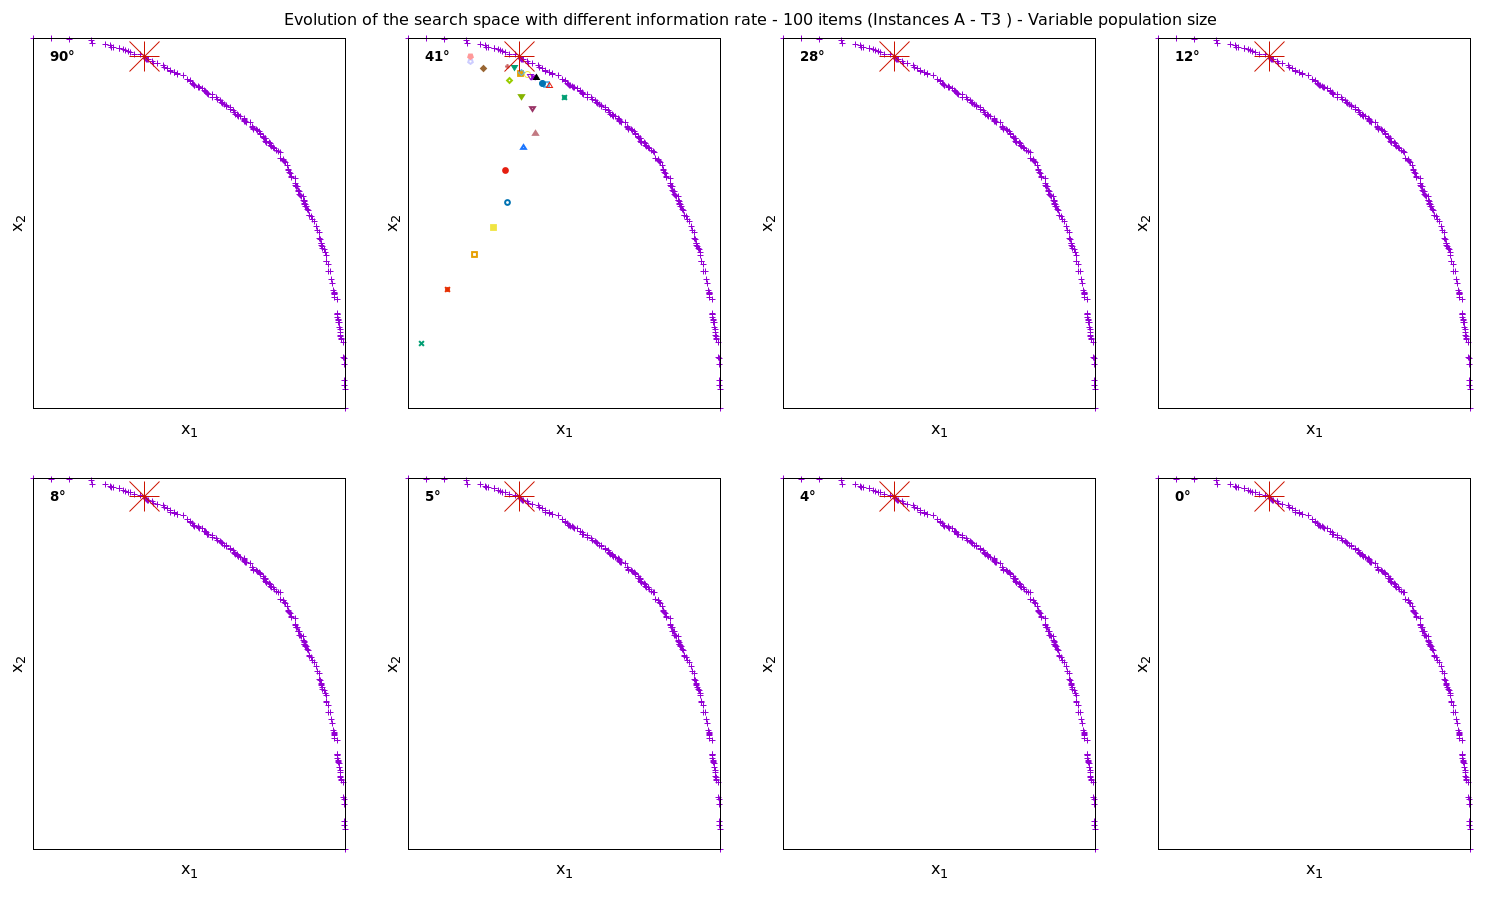 Evolution of the search space with different information rate - 100 items (Instances A - T3 ) - Variable population size
90°
41°
28°
12°
x2
x2
x2
x2
x1
x1
x1
x1
8°
5°
4°
0°
x2
x2
x2
x2
x1
x1
x1
x1